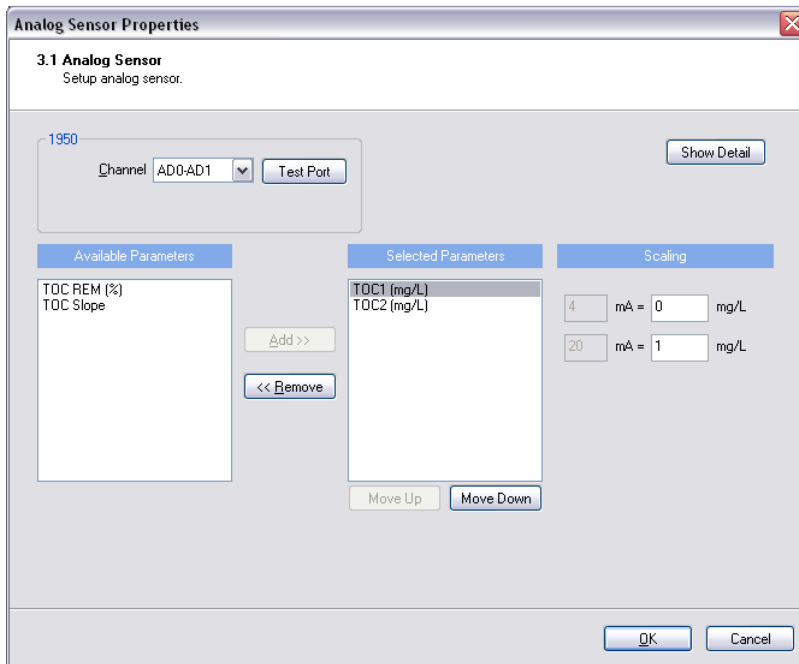 Analog Sensor Properties
3.1 Analog Sensor
Setup analog sensor.
1950
Channel AD0-AD1 Test Port
Show Detail
Available Parameters
TOC REM (%)
TOC Slope
Add >>
<< Remove
Selected Parameters
TOC1 (mg/L)
TOC2 (mg/L)
Move Up Move Down
Scaling
4 mA = 0 mg/L
20 mA = 1 mg/L
OK Cancel